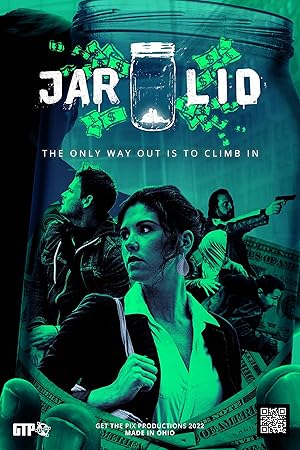 JAR LID
THE ONLY WAY OUT IS TO CLIMB IN
GTP
GET THE PIX PRODUCTIONS 2022
MADE IN OHIO